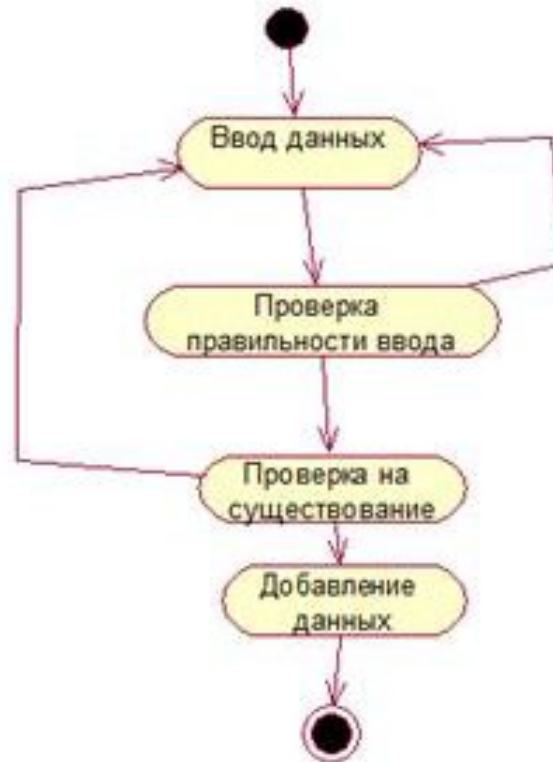 Ввод данных
Проверка
правильности ввода
Проверка на
существование
Добавление
данных